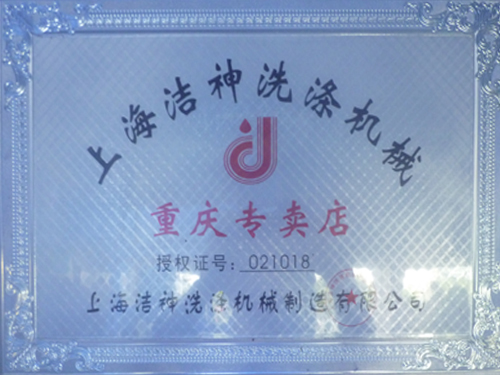 上海洁神洗涤机械
重庆专卖店
授权证号：021018
上海洁神洗涤机械制造有限公司